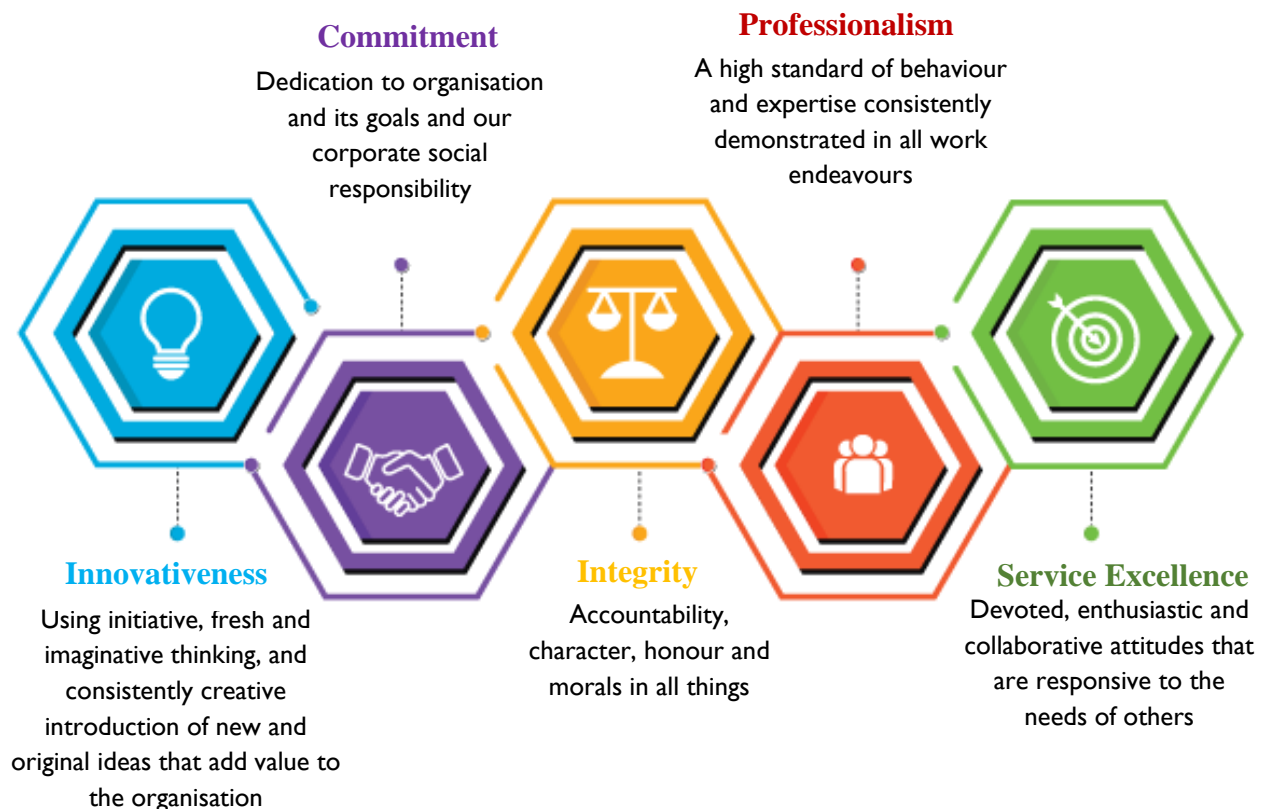 Commitment
Dedication to organisation
and its goals and our
corporate social
responsibility
Professionalism
A high standard of behaviour
and expertise consistently
demonstrated in all work
endeavours
Innovativeness
Using initiative, fresh and
imaginative thinking, and
consistently creative
introduction of new and
original ideas that add value to
the organisation
Integrity
Accountability,
character, honour and
morals in all things
Service Excellence
Devoted, enthusiastic and
collaborative attitudes that
are responsive to the
needs of others